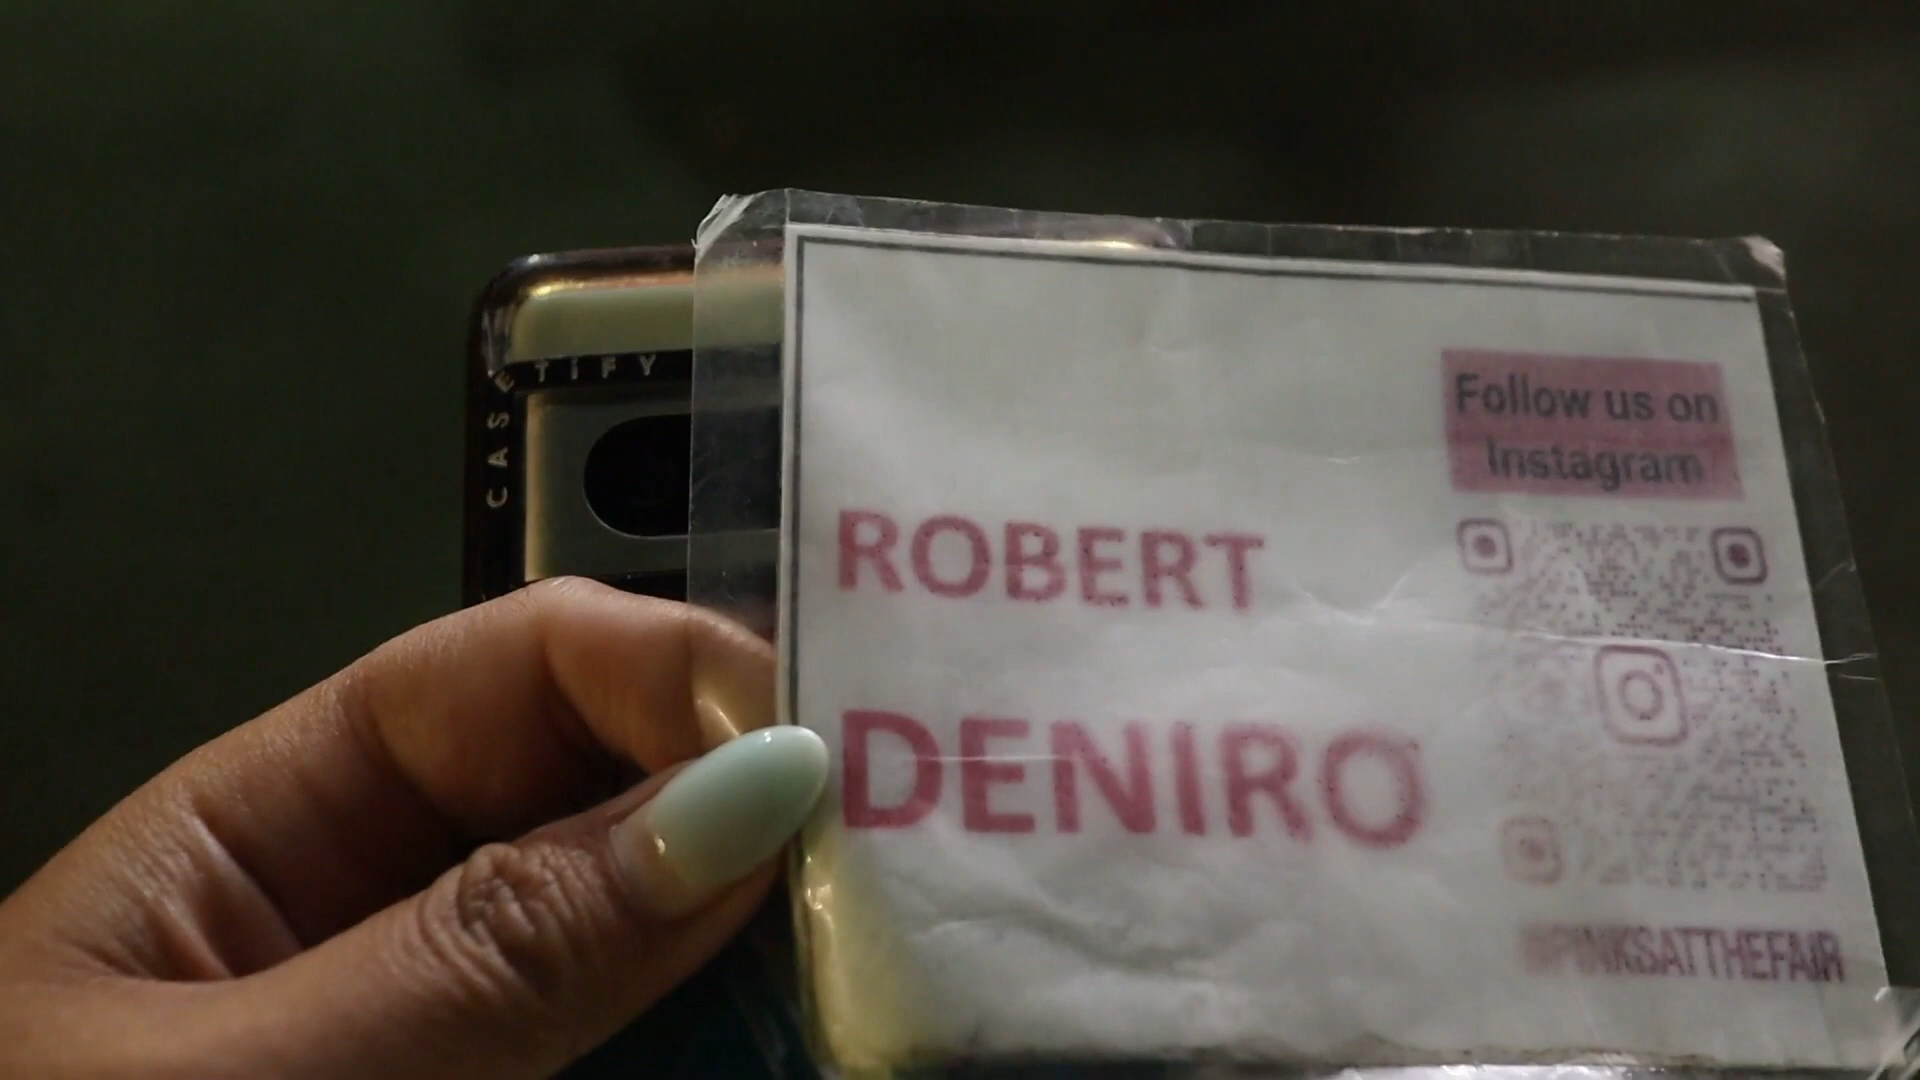 CASETIFY
Follow us on
Instagram
ROBERT
DENIRO
#PINKSATTHEFAIR